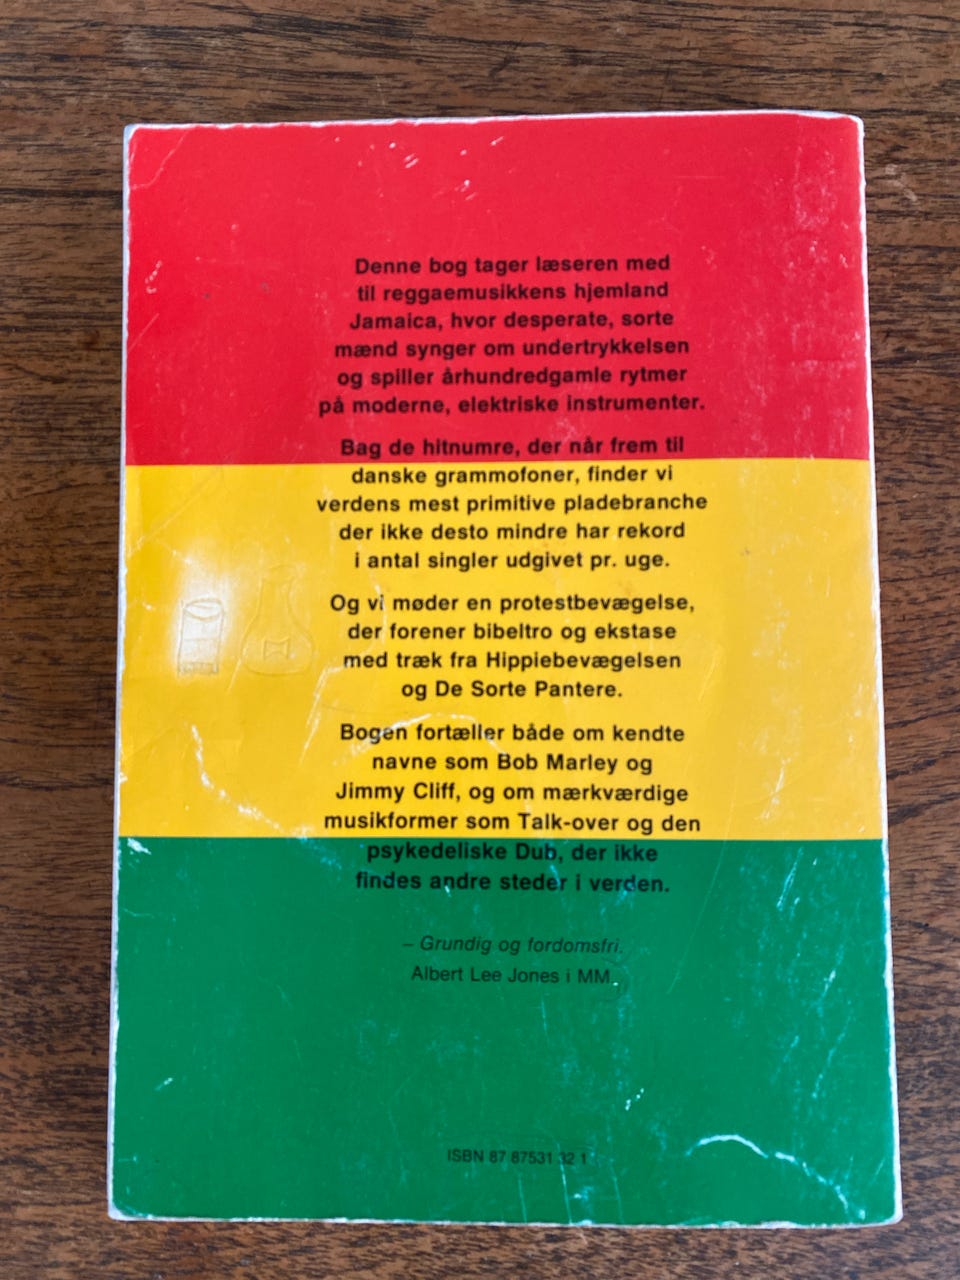 Denne bog tager læseren med
til reggaemusikkens hjemland
Jamaica, hvor desperate, sorte
mænd synger om undertrykkelsen
og spiller århundredgamle rytmer
på moderne, elektriske instrumenter.
Bag de hitnumre, der når frem til
danske grammofoner, finder vi
verdens mest primitive pladebranche
der ikke desto mindre har rekord
i antal singler udgivet pr. uge.
Og vi møder en protestbevægelse,
der forener bibeltro og ekstase
med træk fra Hippiebevægelsen
og De Sorte Pantere.
Bogen fortæller både om kendte
navne som Bob Marley og
Jimmy Cliff, og om mærkværdige
musikformer som Talk-over og den
psykedeliske Dub, der ikke
findes andre steder i verden.
– Grundig og fordomsfri.
Albert Lee Jones i MM.
ISBN 87 87531 32 1